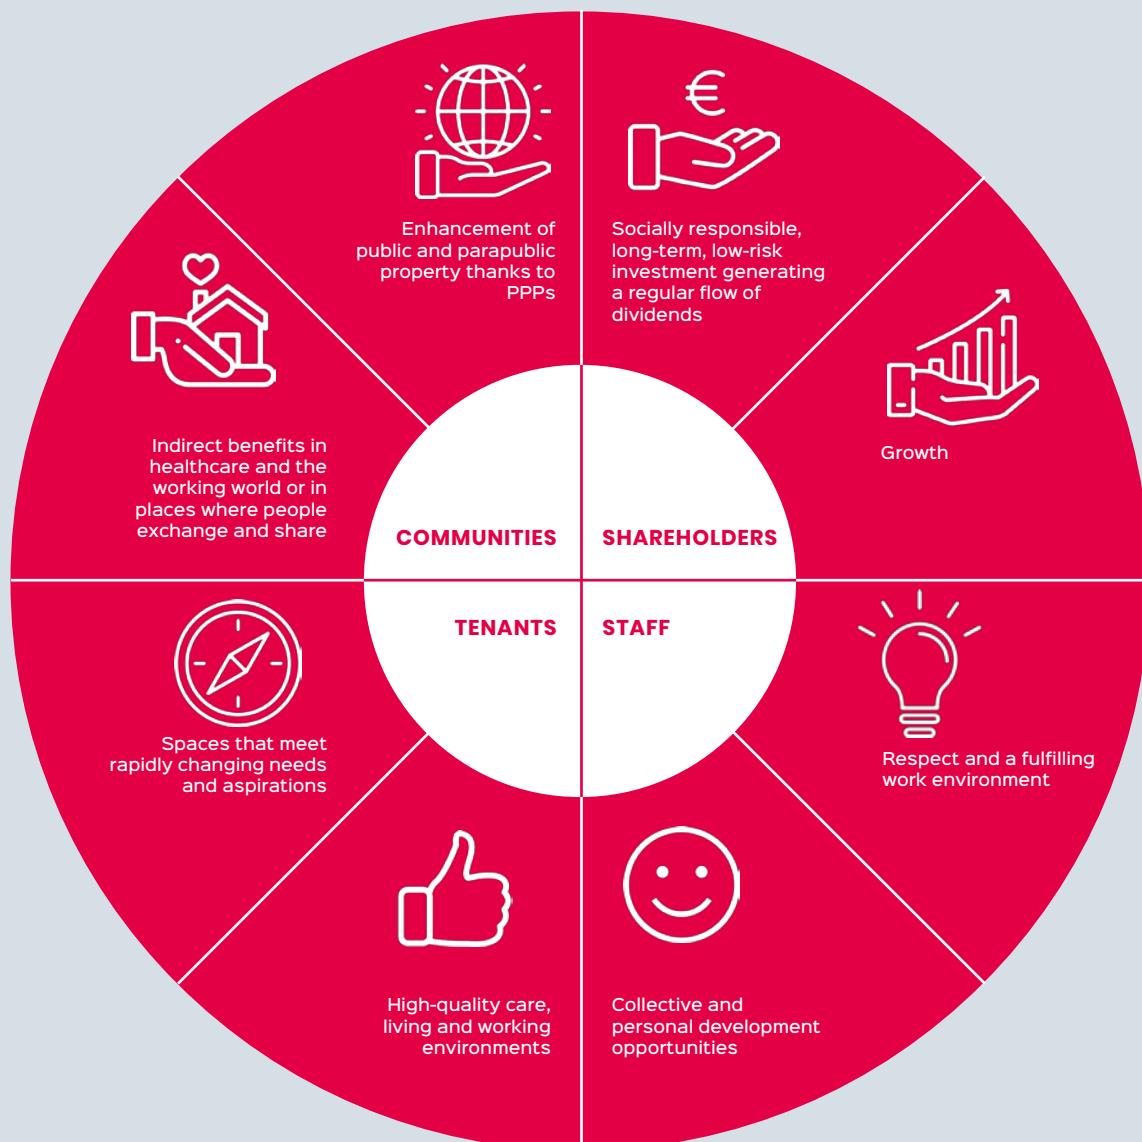 Enhancement of
public and parapublic
property thanks to
PPPs
Socially responsible,
long-term, low-risk
investment generating
a regular flow of
dividends
Indirect benefits in
healthcare and the
working world or in
places where people
exchange and share
Growth
COMMUNITIES
SHAREHOLDERS
TENANTS
STAFF
Spaces that meet
rapidly changing needs
and aspirations
Respect and a fulfilling
work environment
High-quality care,
living and working
environments
Collective and
personal development
opportunities